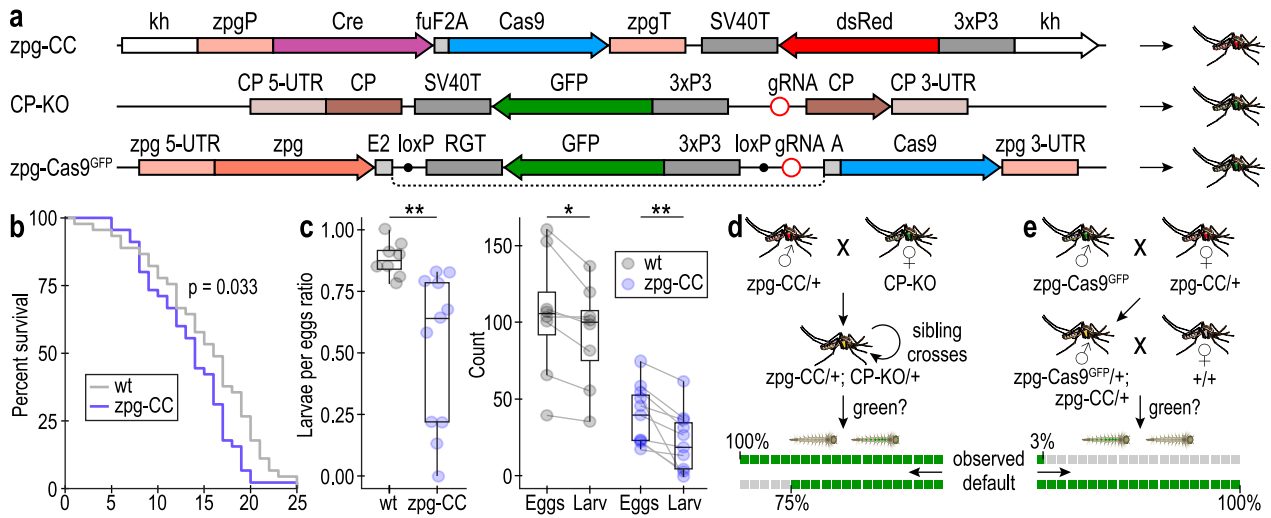 a
kh zpgP Cre fuF2A Cas9 zpgT SV40T dsRed 3xP3 kh
zpg-CC
CP 5-UTR CP SV40T GFP 3xP3 gRNA CP CP 3-UTR
CP-KO
zpg 5-UTR zpg E2 loxP RGT GFP 3xP3 loxP gRNA A Cas9 zpg 3-UTR
zpg-Cas9GFP
b
Percent survival
100
80
60
40
20
0
0 5 10 15 20 25
p = 0.033
wt
zpg-CC
c
Larvae per eggs ratio
1.00
0.75
0.50
0.25
0.00
**
wt zpg-CC
Count
150
100
50
0
* **
wt
zpg-CC
Eggs Larv Eggs Larv
d
♂ X ♀
zpg-CC/+ CP-KO
sibling
crosses
zpg-CC/+; CP-KO/+
green?
100%
75%
observed
default
e
♂ X ♀
zpg-Cas9GFP zpg-CC/+
♂ X ♀
zpg-Cas9GFP/+;
zpg-CC/+
+/+
green?
3%
100%